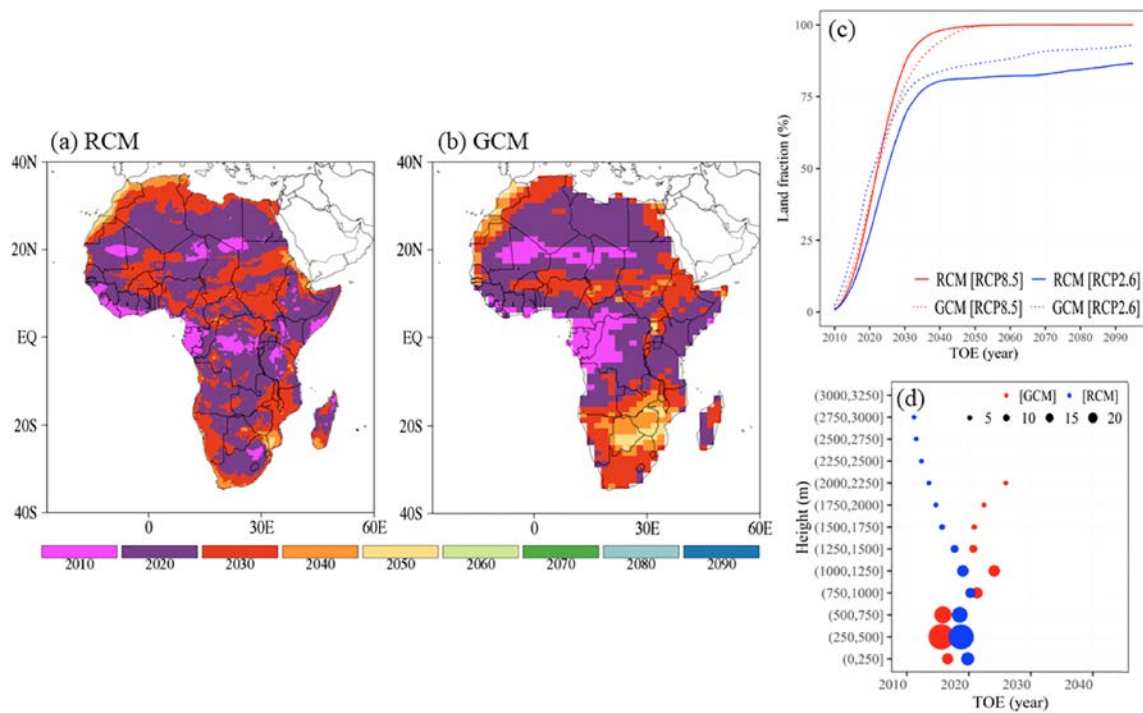 (a) RCM
40N
20N
EQ
20S
40S
0
30E
60E
(b) GCM
40N
20N
EQ
20S
40S
0
30E
60E
2010
2020
2030
2040
2050
2060
2070
2080
2090
(c)
Land fraction (%)
100
75
50
25
0
RCM [RCP8.5]
RCM [RCP2.6]
GCM [RCP8.5]
GCM [RCP2.6]
2010 2020 2030 2040 2050 2060 2070 2080 2090
TOE (year)
(d)
[GCM] [RCM]
5 10 15 20
Height (m)
(3000,3250]
(2750,3000]
(2500,2750]
(2250,2500]
(2000,2250]
(1750,2000]
(1500,1750]
(1250,1500]
(1000,1250]
(750,1000]
(500,750]
(250,500]
(0,250]
2010 2020 2030 2040
TOE (year)